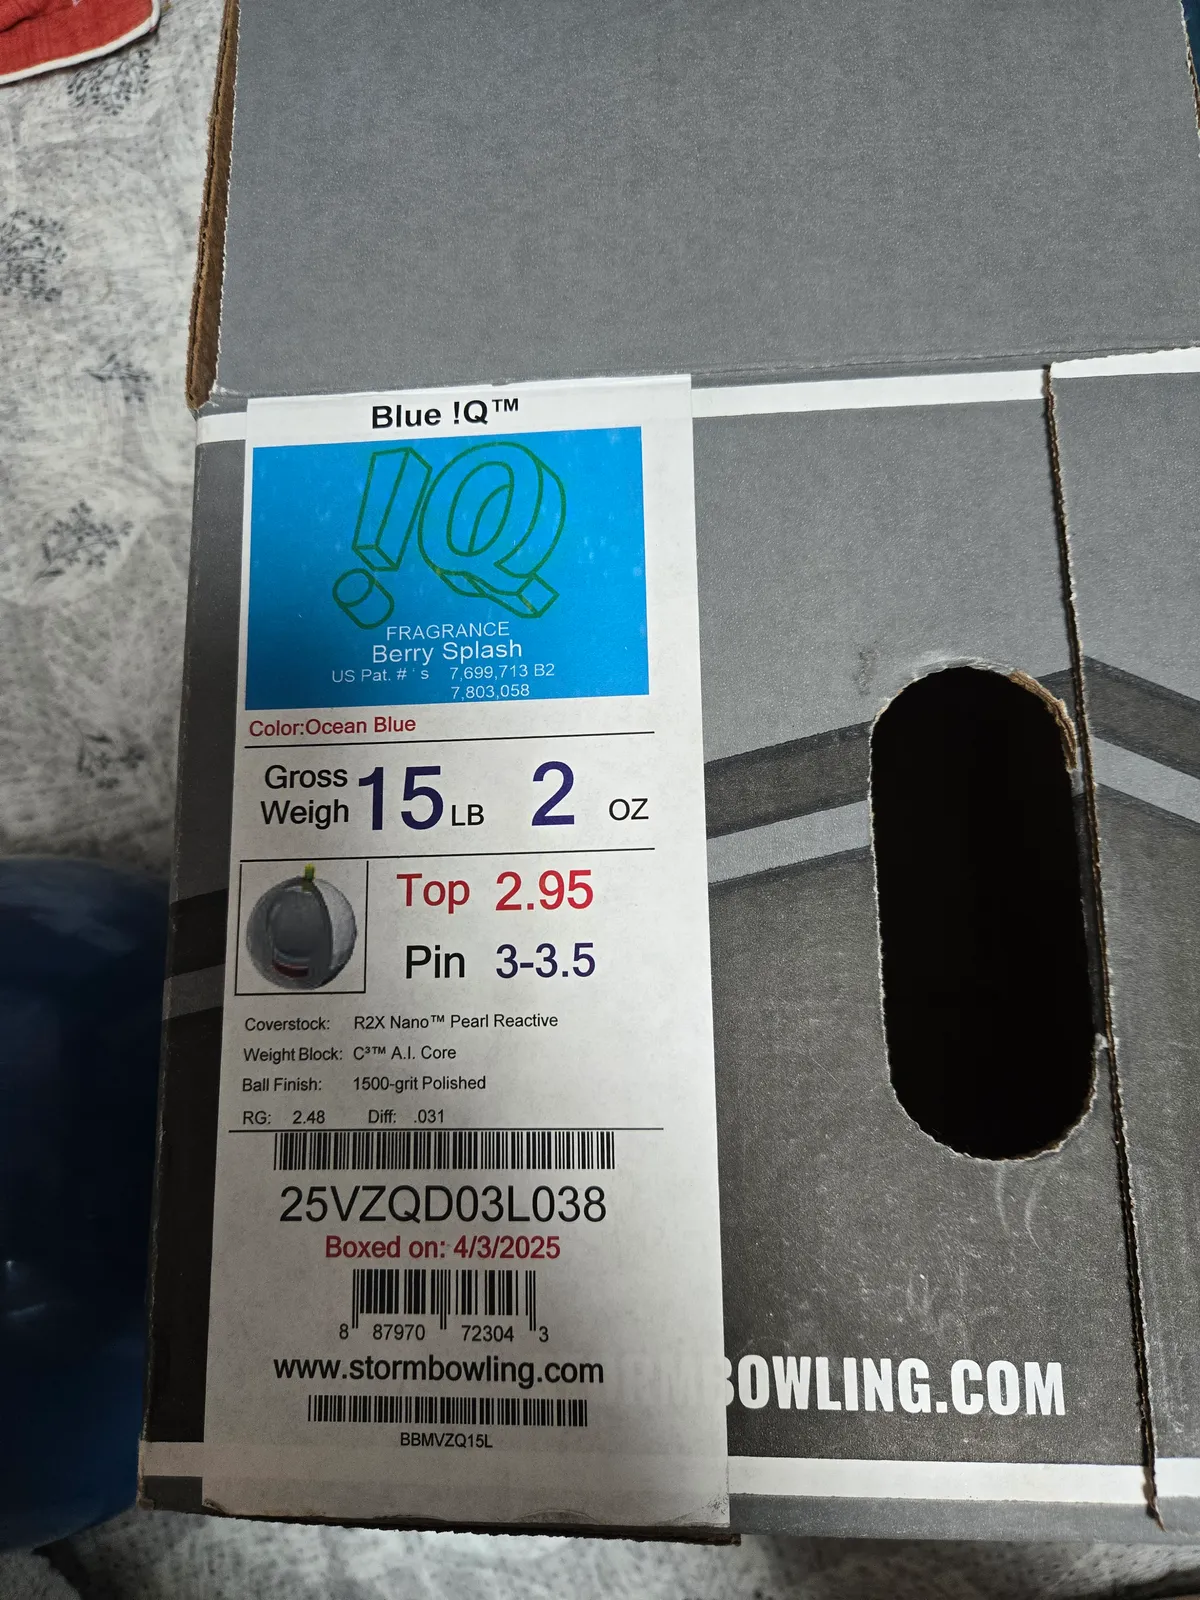 Blue !Q™
!Q
FRAGRANCE
Berry Splash
US Pat. #'s 7,699,713 B2
7,803,058
Color:Ocean Blue
Gross
Weigh 15 LB 2 OZ
Top 2.95
Pin 3-3.5
Coverstock: R2X Nano™ Pearl Reactive
Weight Block: C³™ A.I. Core
Ball Finish: 1500-grit Polished
RG: 2.48 Diff: .031
25VZQD03L038
Boxed on: 4/3/2025
8 87970 72304 3
www.stormbowling.com
BBMVZQ15L
RMBOWLING.COM